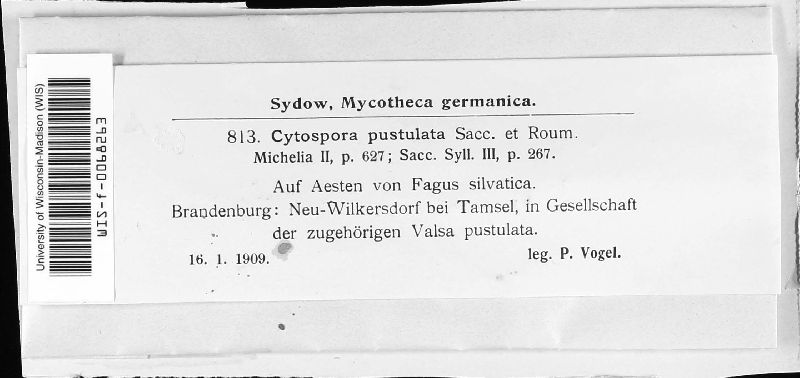 Sydow, Mycotheca germanica.
813. Cytospora pustulata Sacc. et Roum.
Michelia II, p. 627; Sacc. Syll. III, p. 267.
Auf Aesten von Fagus silvatica.
Brandenburg: Neu-Wilkersdorf bei Tamsel, in Gesellschaft
der zugehörigen Valsa pustulata.
16. 1. 1909.
leg. P. Vogel.
University of Wisconsin-Madison (WIS)
WIS-f-0069263